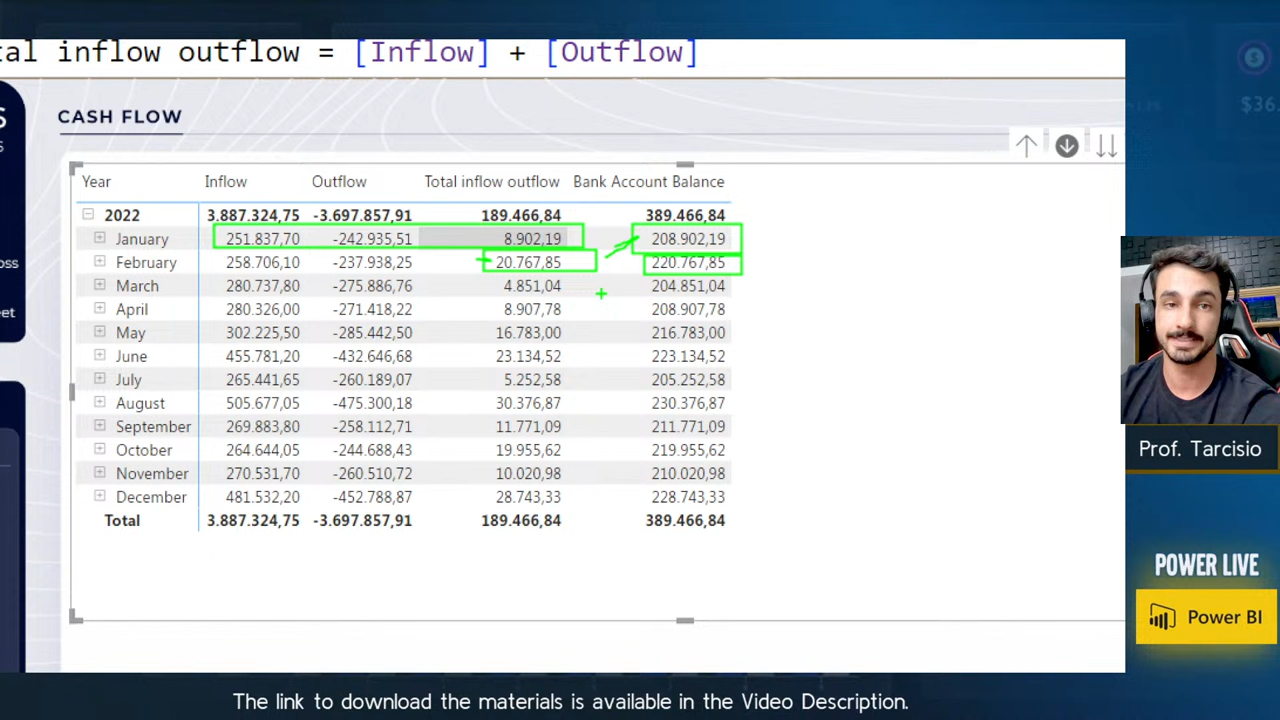 tal inflow outflow = [Inflow] + [Outflow]
$36.
CASH FLOW
Year Inflow Outflow Total inflow outflow Bank Account Balance
2022 3.887.324,75 -3.697.857,91 189.466,84 389.466,84
January 251.837,70 -242.935,51 8.902,19 208.902,19
February 258.706,10 -237.938,25 20.767,85 220.767,85
March 280.737,80 -275.886,76 4.851,04 204.851,04
April 280.326,00 -271.418,22 8.907,78 208.907,78
May 302.225,50 -285.442,50 16.783,00 216.783,00
June 455.781,20 -432.646,68 23.134,52 223.134,52
July 265.441,65 -260.189,07 5.252,58 205.252,58
August 505.677,05 -475.300,18 30.376,87 230.376,87
September 269.883,80 -258.112,71 11.771,09 211.771,09
October 264.644,05 -244.688,43 19.955,62 219.955,62
November 270.531,70 -260.510,72 10.020,98 210.020,98
December 481.532,20 -452.788,87 28.743,33 228.743,33
Total 3.887.324,75 -3.697.857,91 189.466,84 389.466,84
oss
et
Prof. Tarcisio
POWER LIVE
Power BI
The link to download the materials is available in the Video Description.